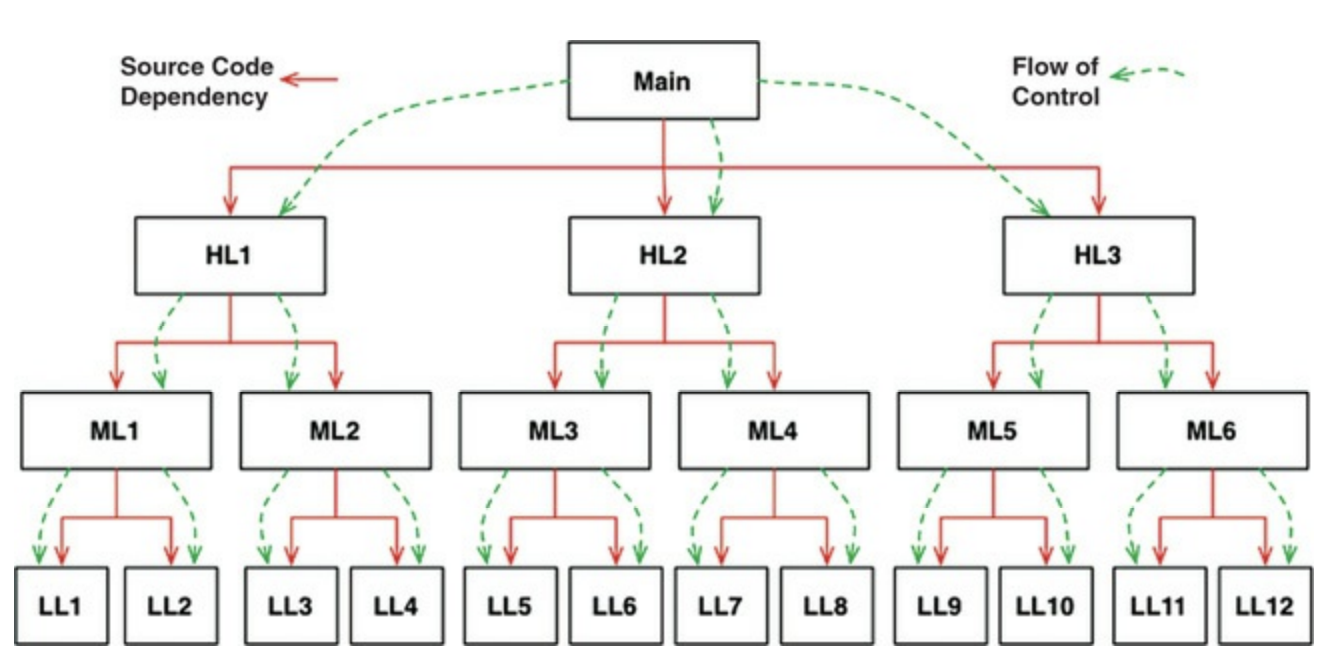 Source Code
Dependency
Main
Flow of
Control
HL1
HL2
HL3
ML1
ML2
ML3
ML4
ML5
ML6
LL1
LL2
LL3
LL4
LL5
LL6
LL7
LL8
LL9
LL10
LL11
LL12